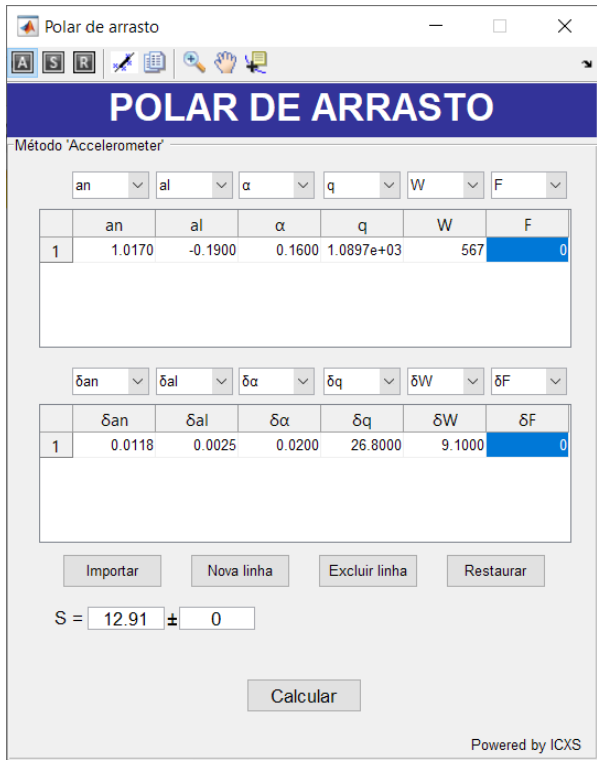 Polar de arrasto
A S R
POLAR DE ARRASTO
Método 'Accelerometer'
an al α q W F
an al α q W F
1 1.0170 -0.1900 0.1600 1.0897e+03 567 0
δan δal δα δq δW δF
δan δal δα δq δW δF
1 0.0118 0.0025 0.0200 26.8000 9.1000 0
Importar Nova linha Excluir linha Restaurar
S = 12.91 ± 0
Calcular
Powered by ICXS